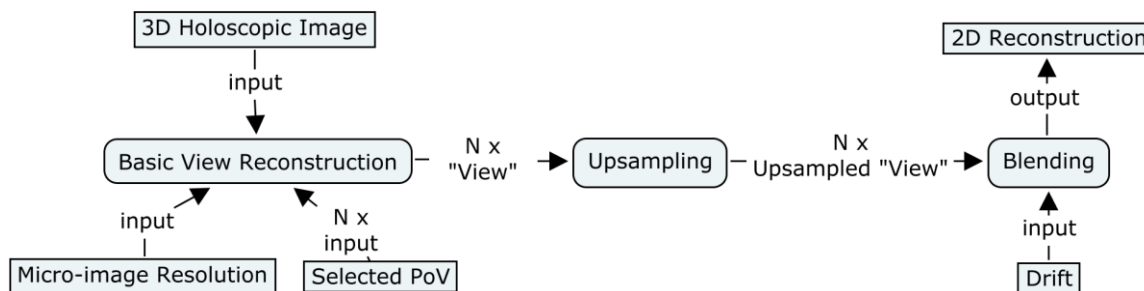 3D Holoscopic Image
2D Reconstruction
input
output
Basic View Reconstruction
N x
"View"
Upsampling
N x
Upsampled "View"
Blending
input
N x
input
input
Micro-image Resolution
Selected PoV
Drift